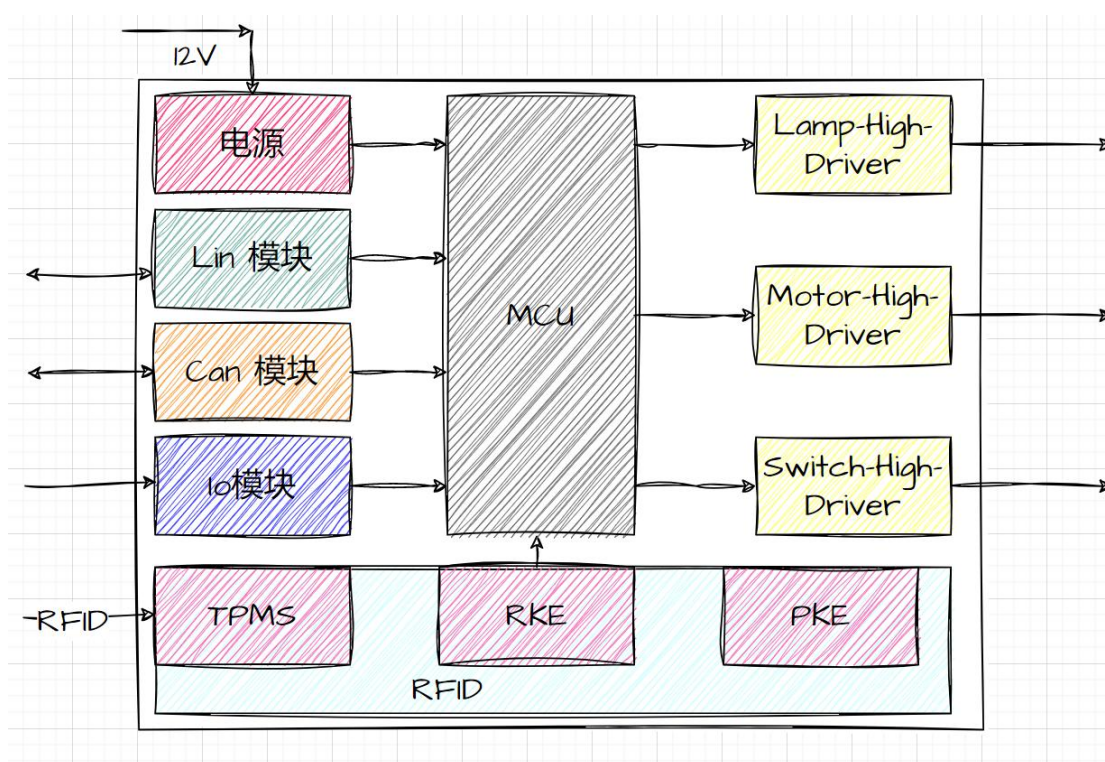 12V
电源
Lin 模块
Can 模块
Io模块
MCU
Lamp-High-
Driver
Motor-High-
Driver
Switch-High-
Driver
RFID
TPMS
RKE
PKE
RFID